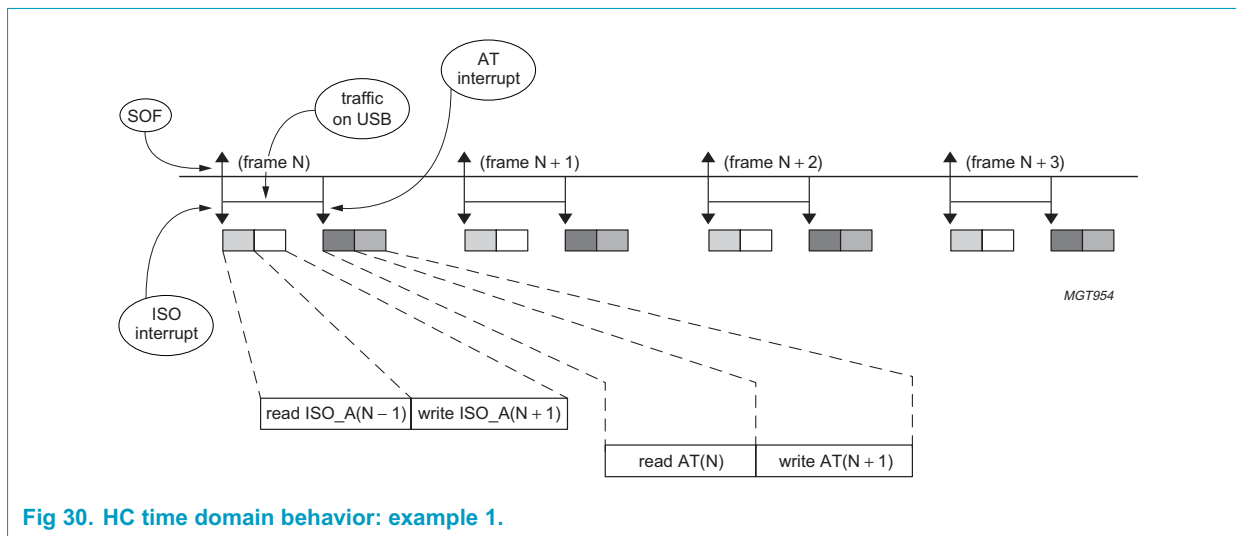 AT
interrupt
traffic
on USB
SOF
(frame N)
(frame N + 1)
(frame N + 2)
(frame N + 3)
MGT954
ISO
interrupt
read ISO_A(N − 1)
write ISO_A(N + 1)
read AT(N)
write AT(N + 1)
Fig 30. HC time domain behavior: example 1.